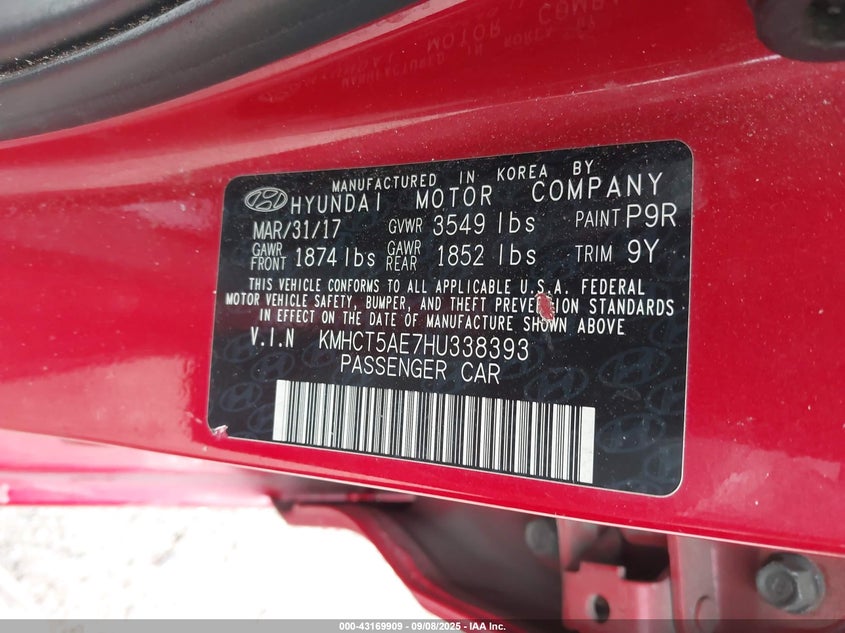 MANUFACTURED IN KOREA BY
HYUNDAI MOTOR COMPANY
MAR/31/17 GVWR 3549 lbs PAINT P9R
GAWR FRONT 1874 lbs GAWR REAR 1852 lbs TRIM 9Y
THIS VEHICLE CONFORMS TO ALL APPLICABLE U.S.A. FEDERAL
MOTOR VEHICLE SAFETY, BUMPER, AND THEFT PREVENTION STANDARDS
IN EFFECT ON THE DATE OF MANUFACTURE SHOWN ABOVE
V.I.N KMHCT5AE7HU338393
PASSENGER CAR
000-43169909 - 09/08/2025 - IAA Inc.